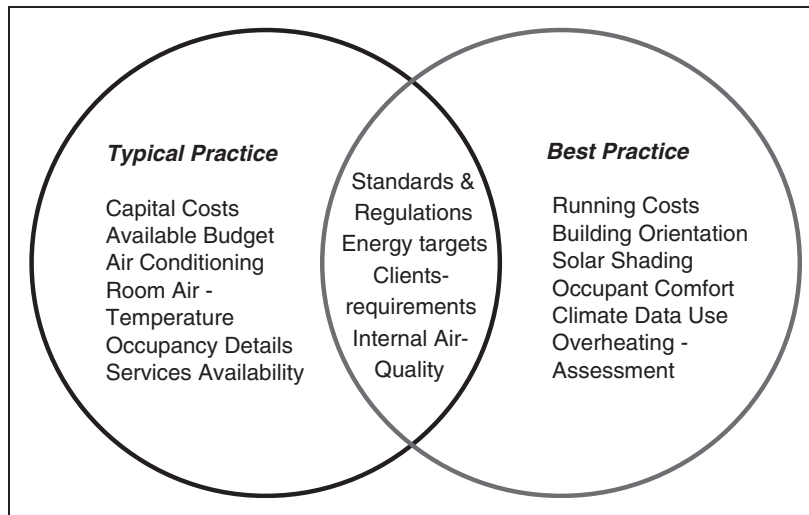 Typical Practice
Capital Costs
Available Budget
Air Conditioning
Room Air -
Temperature
Occupancy Details
Services Availability
Standards &
Regulations
Energy targets
Clients-
requirements
Internal Air-
Quality
Best Practice
Running Costs
Building Orientation
Solar Shading
Occupant Comfort
Climate Data Use
Overheating -
Assessment